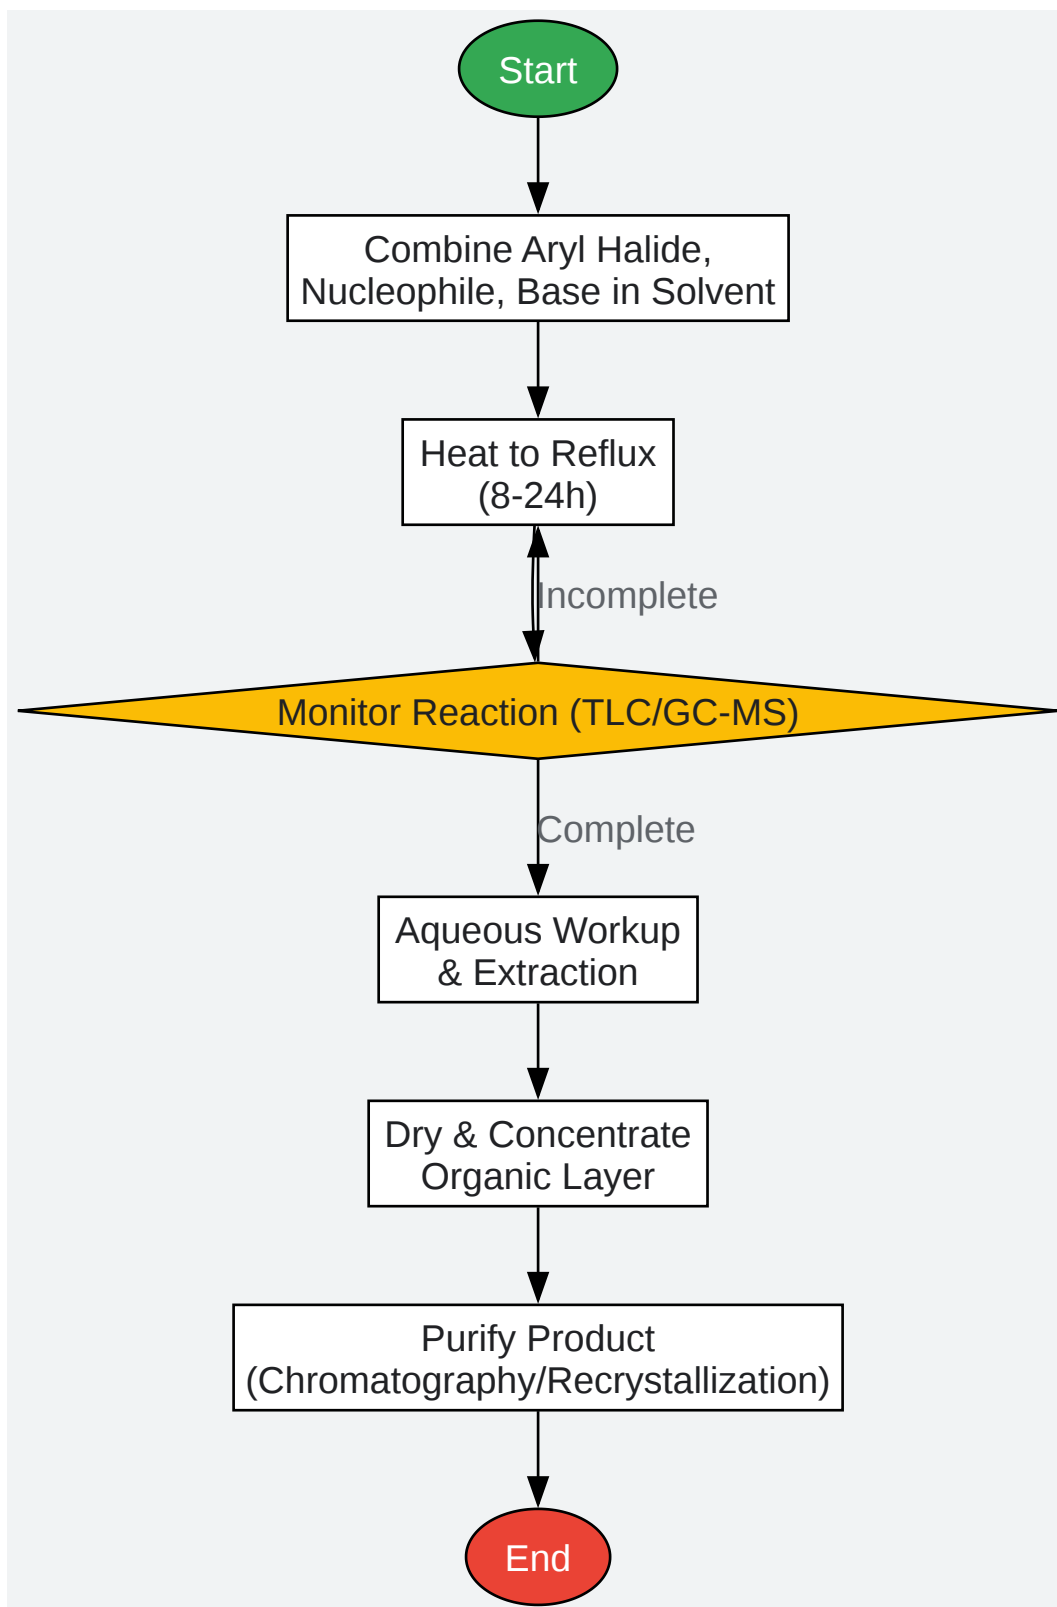 Start
Combine Aryl Halide,
Nucleophile, Base in Solvent
Heat to Reflux
(8-24h)
Incomplete
Monitor Reaction (TLC/GC-MS)
Complete
Aqueous Workup
& Extraction
Dry & Concentrate
Organic Layer
Purify Product
(Chromatography/Recrystallization)
End